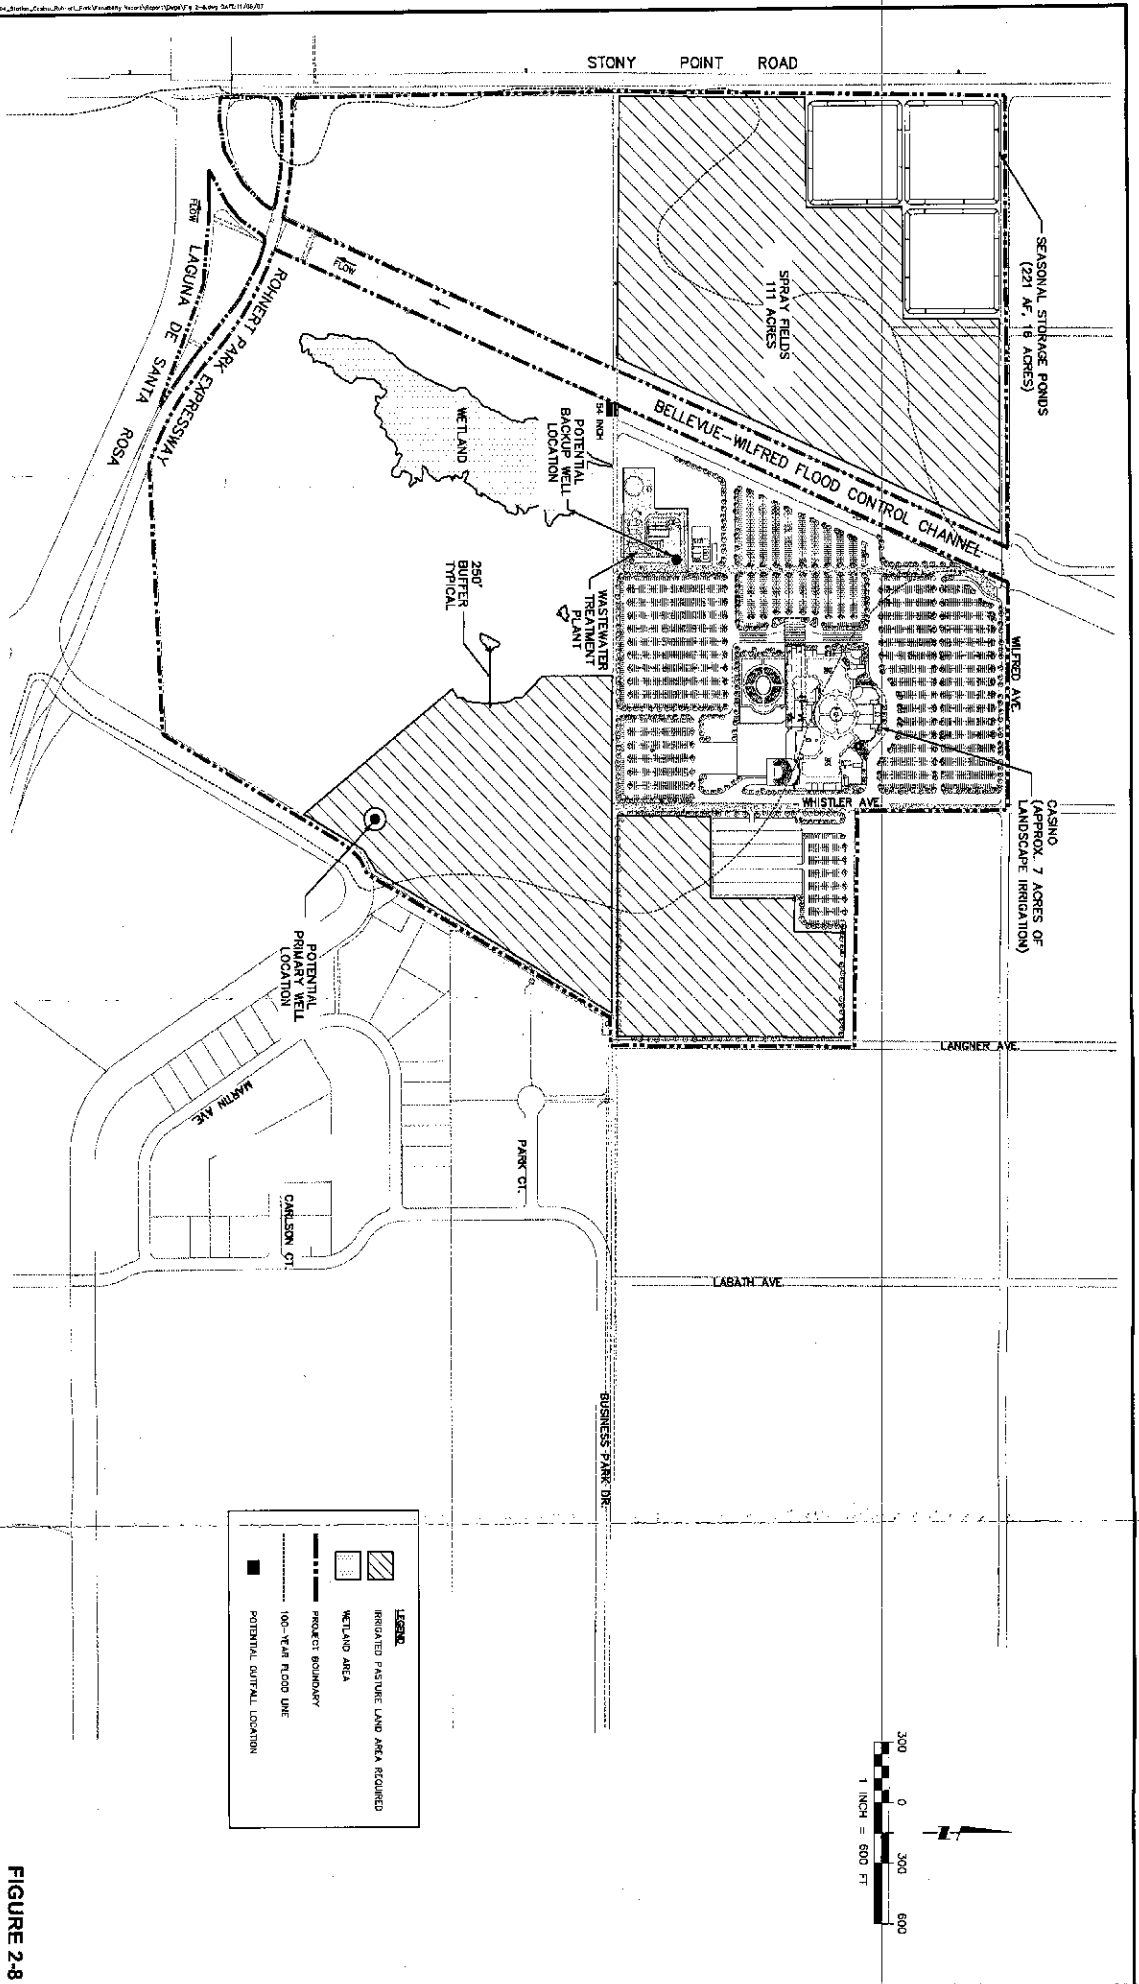 STONY POINT ROAD
SEASONAL STORAGE PONDS
(221 AF, 18 ACRES)
SPRAY FIELDS
111 ACRES
BELLEVUE-WILFRED FLOOD CONTROL CHANNEL
FLOW
FLOW
LAGUNA DE SANTA ROSA
ROHNERT PARK EXPRESSWAY
WETLAND
54 INCH
POTENTIAL
BACKUP WELL
LOCATION
WASTEWATER
TREATMENT
PLANT
250'
BUFFER
TYPICAL
WILFRED AVE
CASINO
(APPROX. 7 ACRES OF
LANDSCAPE IRRIGATION)
WHISTLER AVE.
POTENTIAL
PRIMARY WELL
LOCATION
LANGNER AVE.
MARTIN AVE.
PARK CT.
CARLSON CT.
LABATH AVE.
BUSINESS PARK DR.
LEGEND
IRRIGATED PASTURE LAND AREA REQUIRED
WETLAND AREA
PROJECT BOUNDARY
100-YEAR FLOOD LINE
POTENTIAL OUTFALL LOCATION
300 0 300 600
1 INCH = 600 FT
FIGURE 2-8